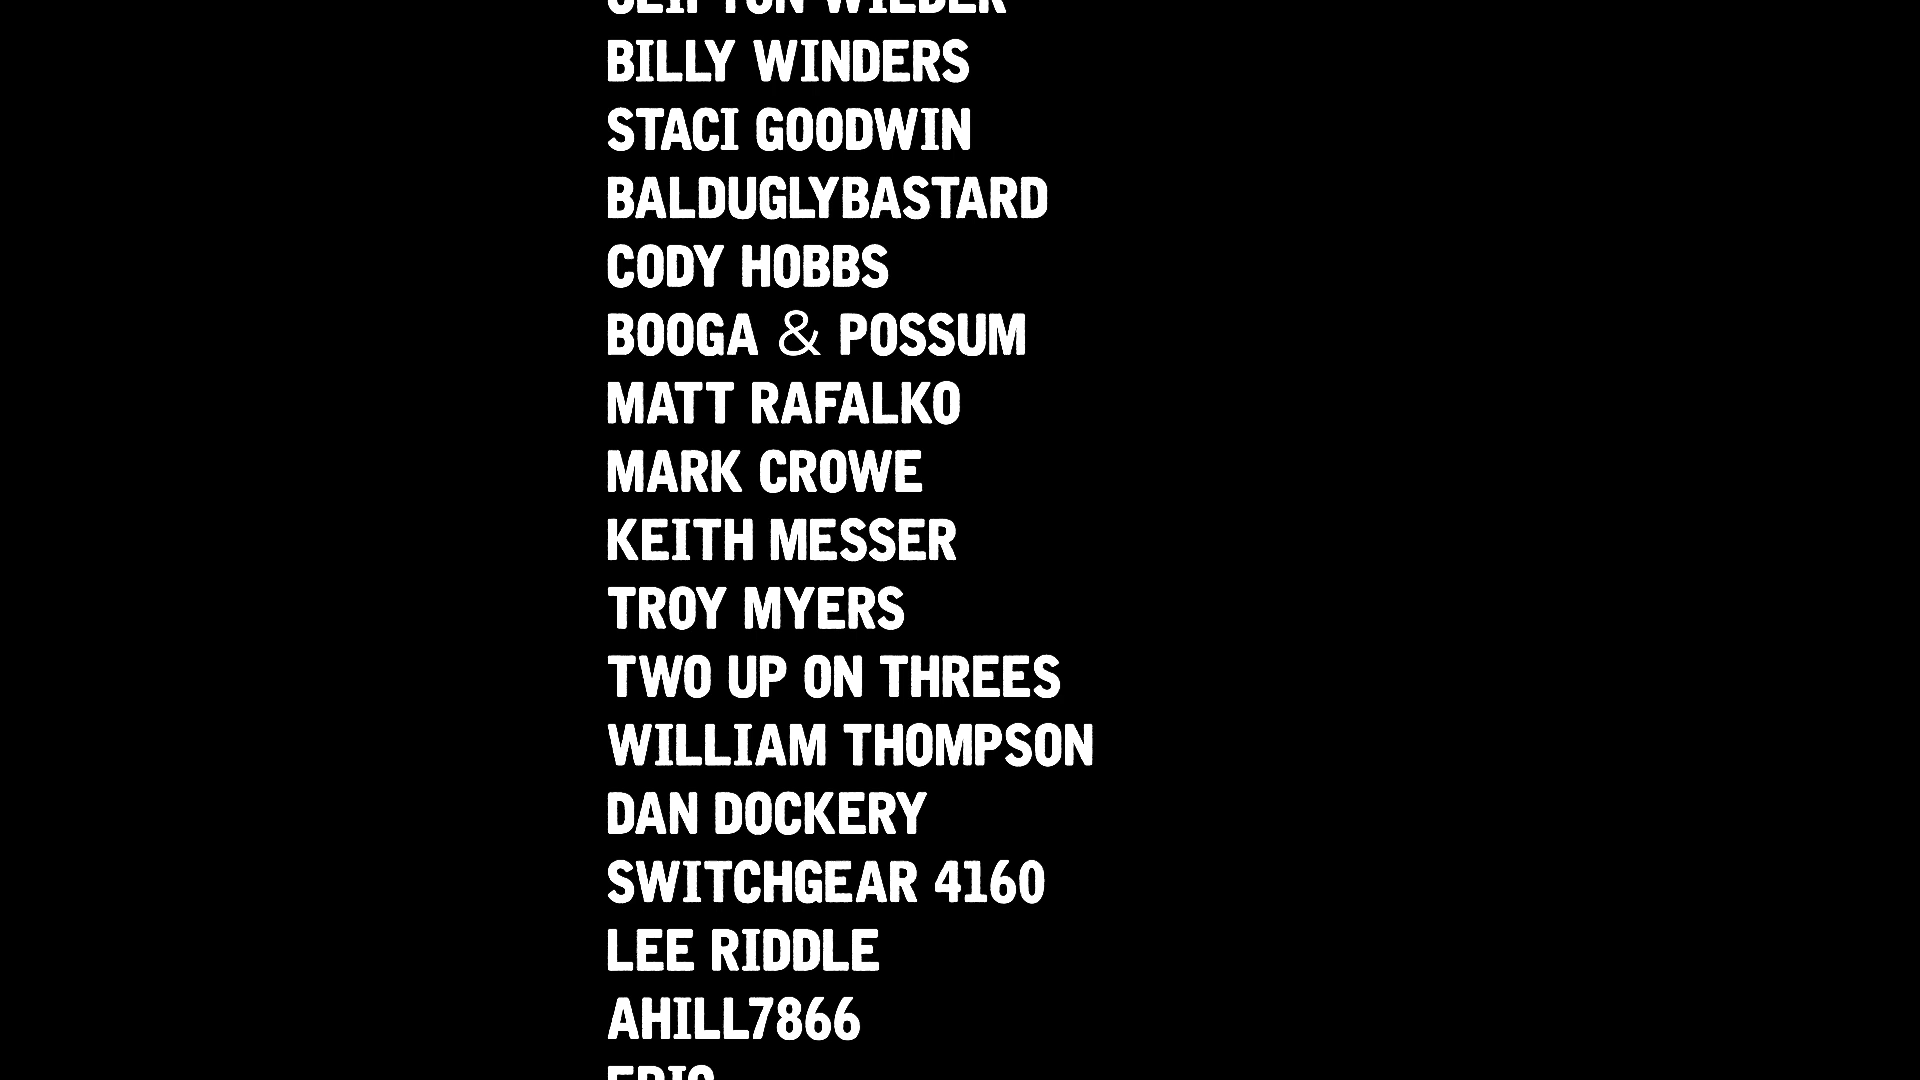 CLIFTON WILDER
BILLY WINDERS
STACI GOODWIN
BALDUGLYBASTARD
CODY HOBBS
BOOGA & POSSUM
MATT RAFALKO
MARK CROWE
KEITH MESSER
TROY MYERS
TWO UP ON THREES
WILLIAM THOMPSON
DAN DOCKERY
SWITCHGEAR 4160
LEE RIDDLE
AHILL7866